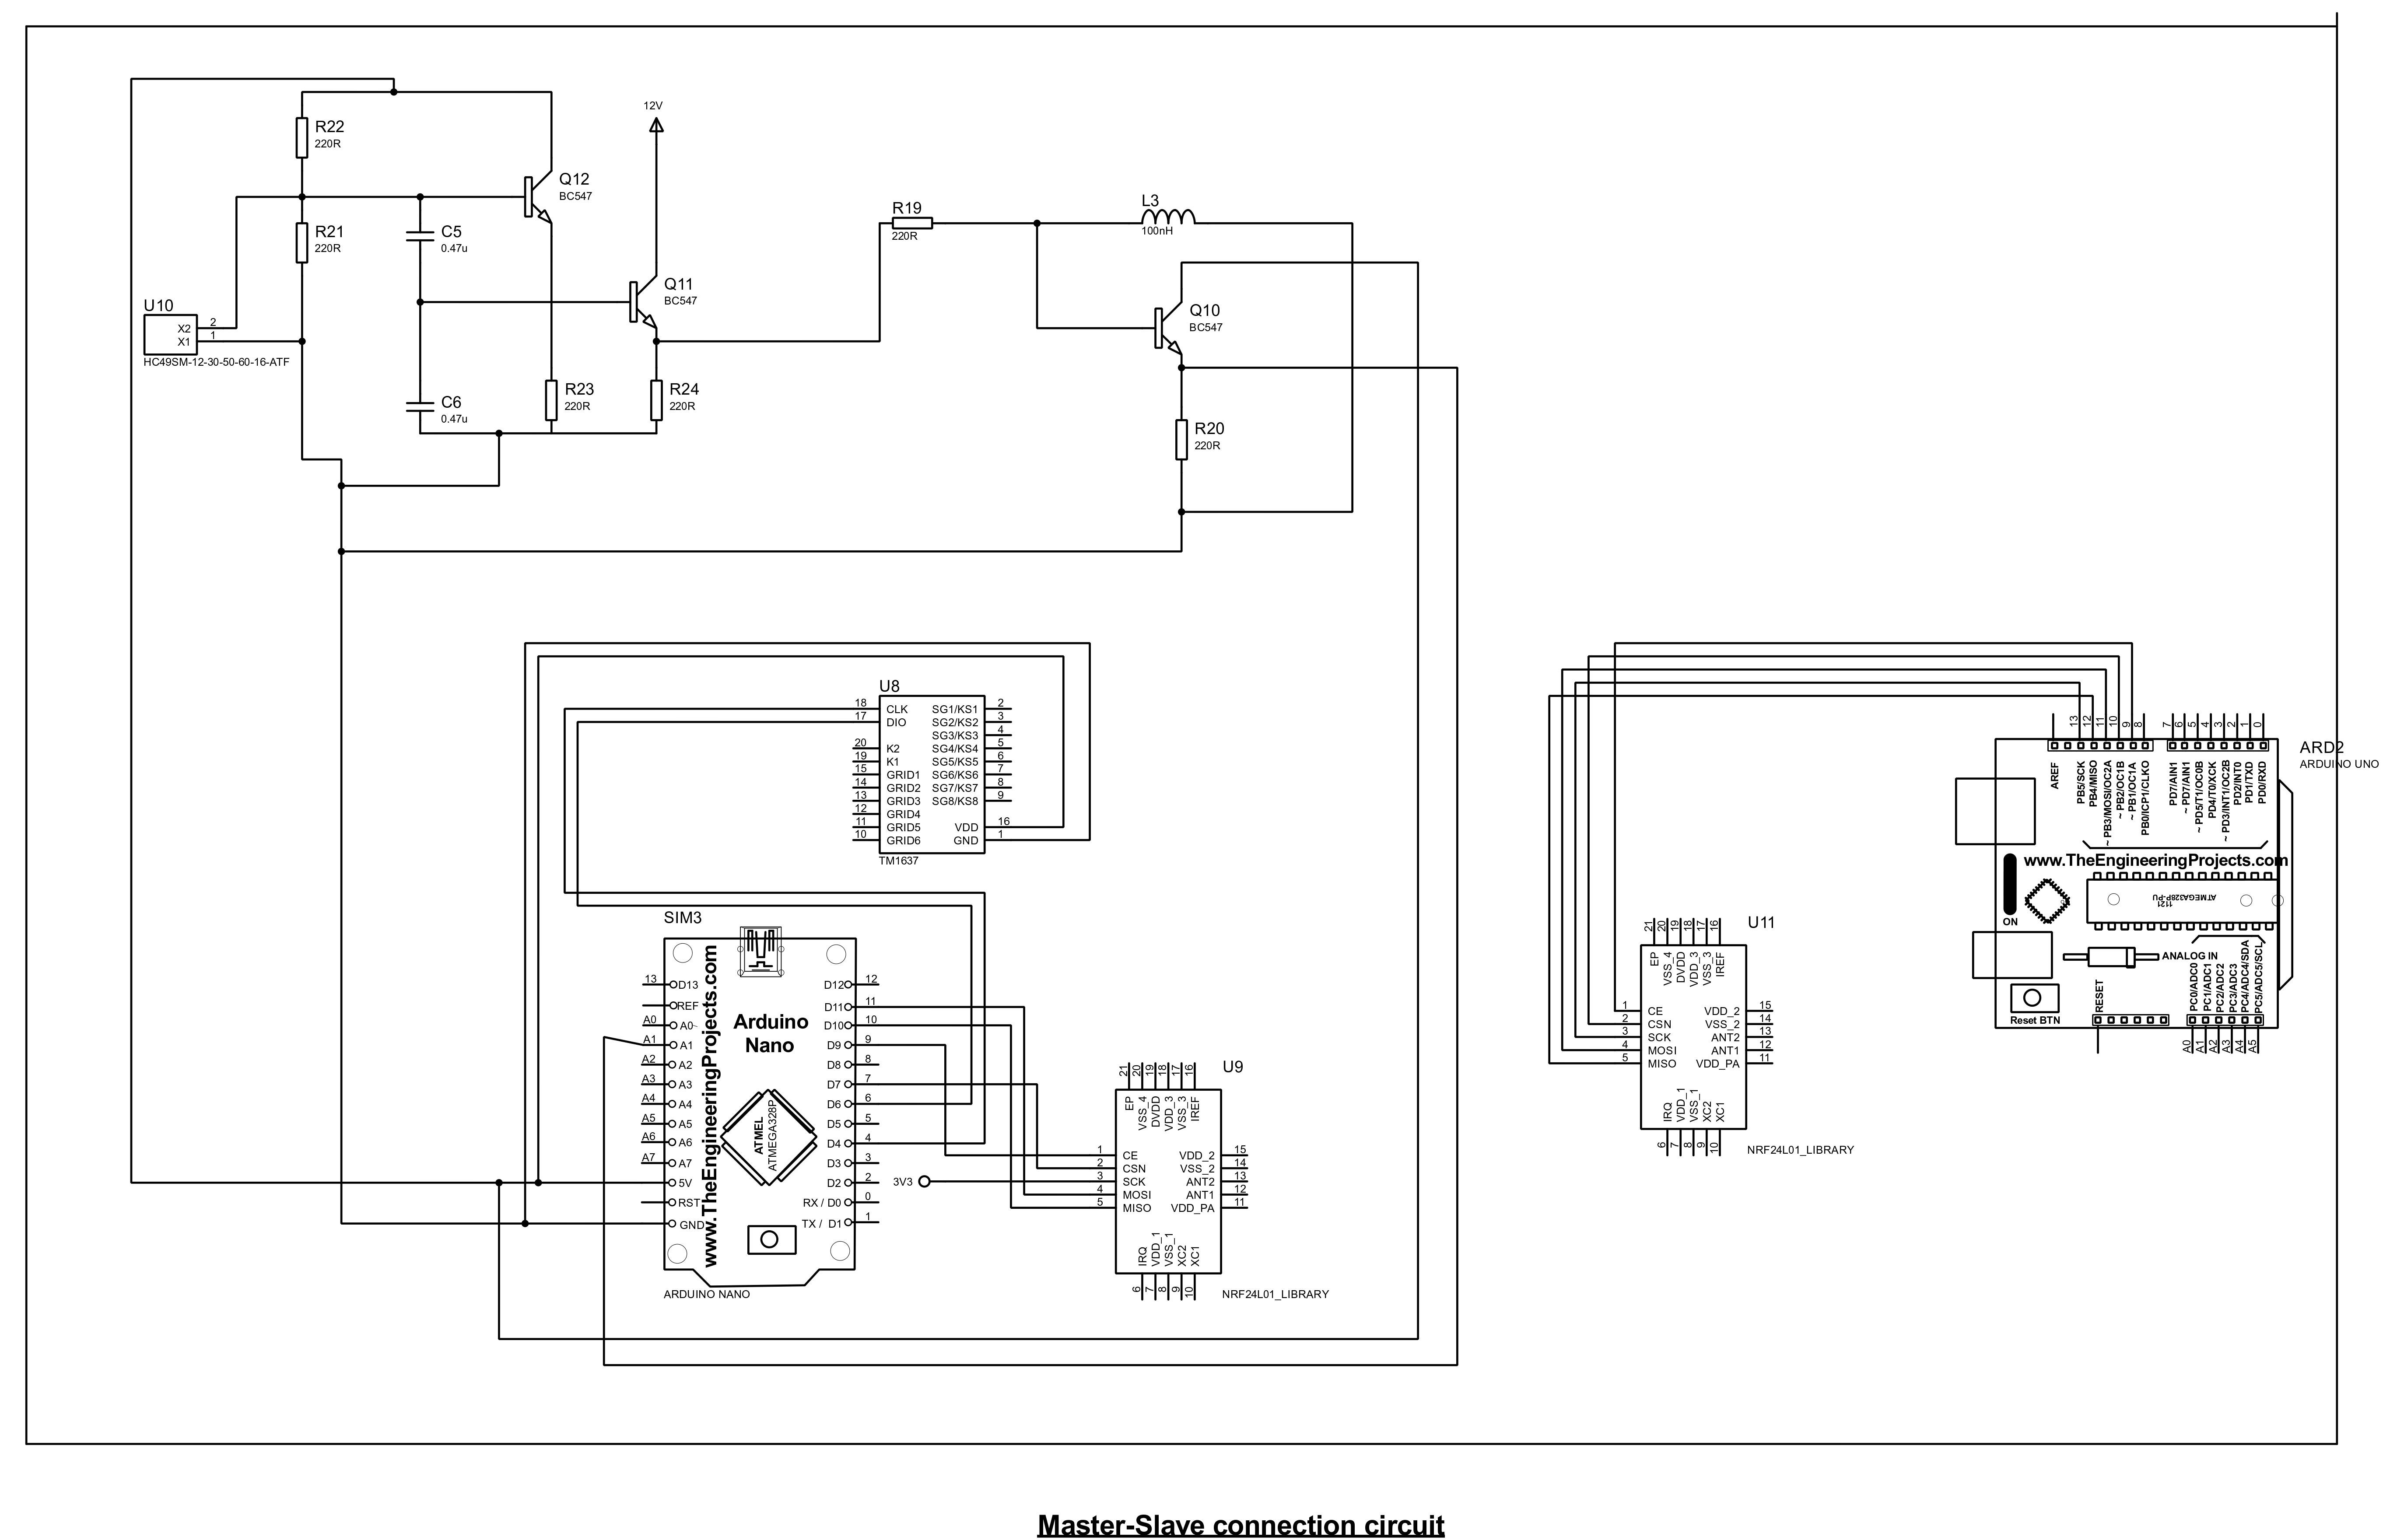 R22
220R
R21
220R
U10
X2
2
X1
1
HC49SM-12-30-50-60-16-ATF
C5
0.47u
C6
0.47u
Q12
BC547
12V
Q11
BC547
R23
220R
R24
220R
R19
220R
L3
100nH
Q10
BC547
R20
220R
U8
18 CLK SG1/KS1 2
17 DIO SG2/KS2 3
SG3/KS3 4
20 K2 SG4/KS4 5
19 K1 SG5/KS5 6
15 GRID1 SG6/KS6 7
14 GRID2 SG7/KS7 8
13 GRID3 SG8/KS8 9
12 GRID4
11 GRID5 VDD 16
10 GRID6 GND 1
TM1637
SIM3
www.TheEngineeringProjects.com
Arduino
Nano
ATMEL
ATMEGA328P
13 D13 D12 12
REF D11 11
A0 A0 D10 10
A1 A1 D9 9
A2 A2 D8 8
A3 A3 D7 7
A4 A4 D6 6
A5 A5 D5 5
A6 A6 D4 4
A7 A7 D3 3
5V D2 2
RST RX / D0 0
GND TX / D1 1
ARDUINO NANO
3V3
U9
21 20 19 18 17 16
EP VSS_4 DVDD VDD_3 VSS_3 IREF
1 CE VDD_2 15
2 CSN VSS_2 14
3 SCK ANT2 13
4 MOSI ANT1 12
5 MISO VDD_PA 11
IRQ VDD_1 VSS_1 XC2 XC1
6 7 8 9 10
NRF24L01_LIBRARY
U11
21 20 19 18 17 16
EP VSS_4 DVDD VDD_3 VSS_3 IREF
1 CE VDD_2 15
2 CSN VSS_2 14
3 SCK ANT2 13
4 MOSI ANT1 12
5 MISO VDD_PA 11
IRQ VDD_1 VSS_1 XC2 XC1
6 7 8 9 10
NRF24L01_LIBRARY
ARD2
ARDUINO UNO
13 12 11 10 9 8 7 6 5 4 3 2 1 0
AREF
PB5/SCK
PB4/MISO
~ PB3/MOSI/OC2A
~ PB2/OC1B
~ PB1/OC1A
PB0/ICP1/CLKO
PD7/AIN1
~ PD7/AIN1
~ PD5/T1/OC0B
PD4/T0/XCK
~ PD3/INT1/OC2B
PD2/INT0
PD1/TXD
PD0/RXD
www.TheEngineeringProjects.com
ATMEGA328P-PU
1121
ON
ANALOG IN
Reset BTN
RESET
PC0/ADC0
PC1/ADC1
PC2/ADC2
PC3/ADC3
PC4/ADC4/SDA
PC5/ADC5/SCL
A0 A1 A2 A3 A4 A5
Master-Slave connection circuit